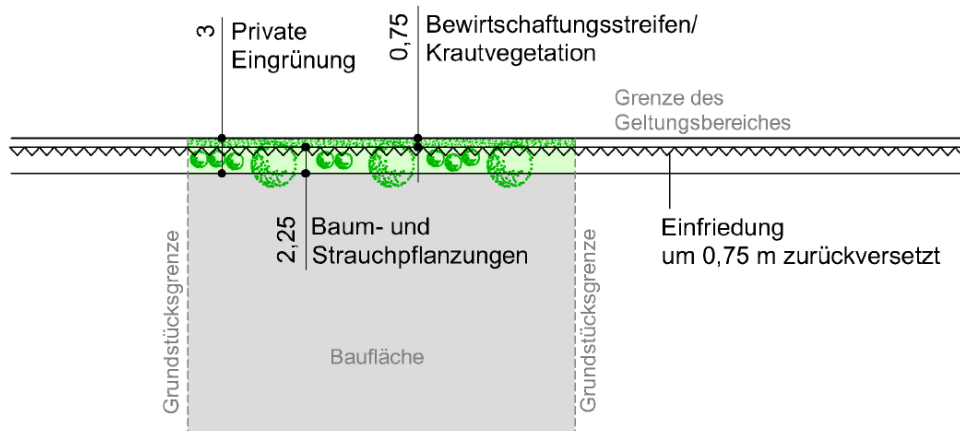 3
Private
Eingrünung
0,75
Bewirtschaftungsstreifen/
Krautvegetation
Grenze des
Geltungsbereiches
2,25
Baum- und
Strauchpflanzungen
Einfriedung
um 0,75 m zurückversetzt
Grundstücksgrenze
Baufläche
Grundstücksgrenze